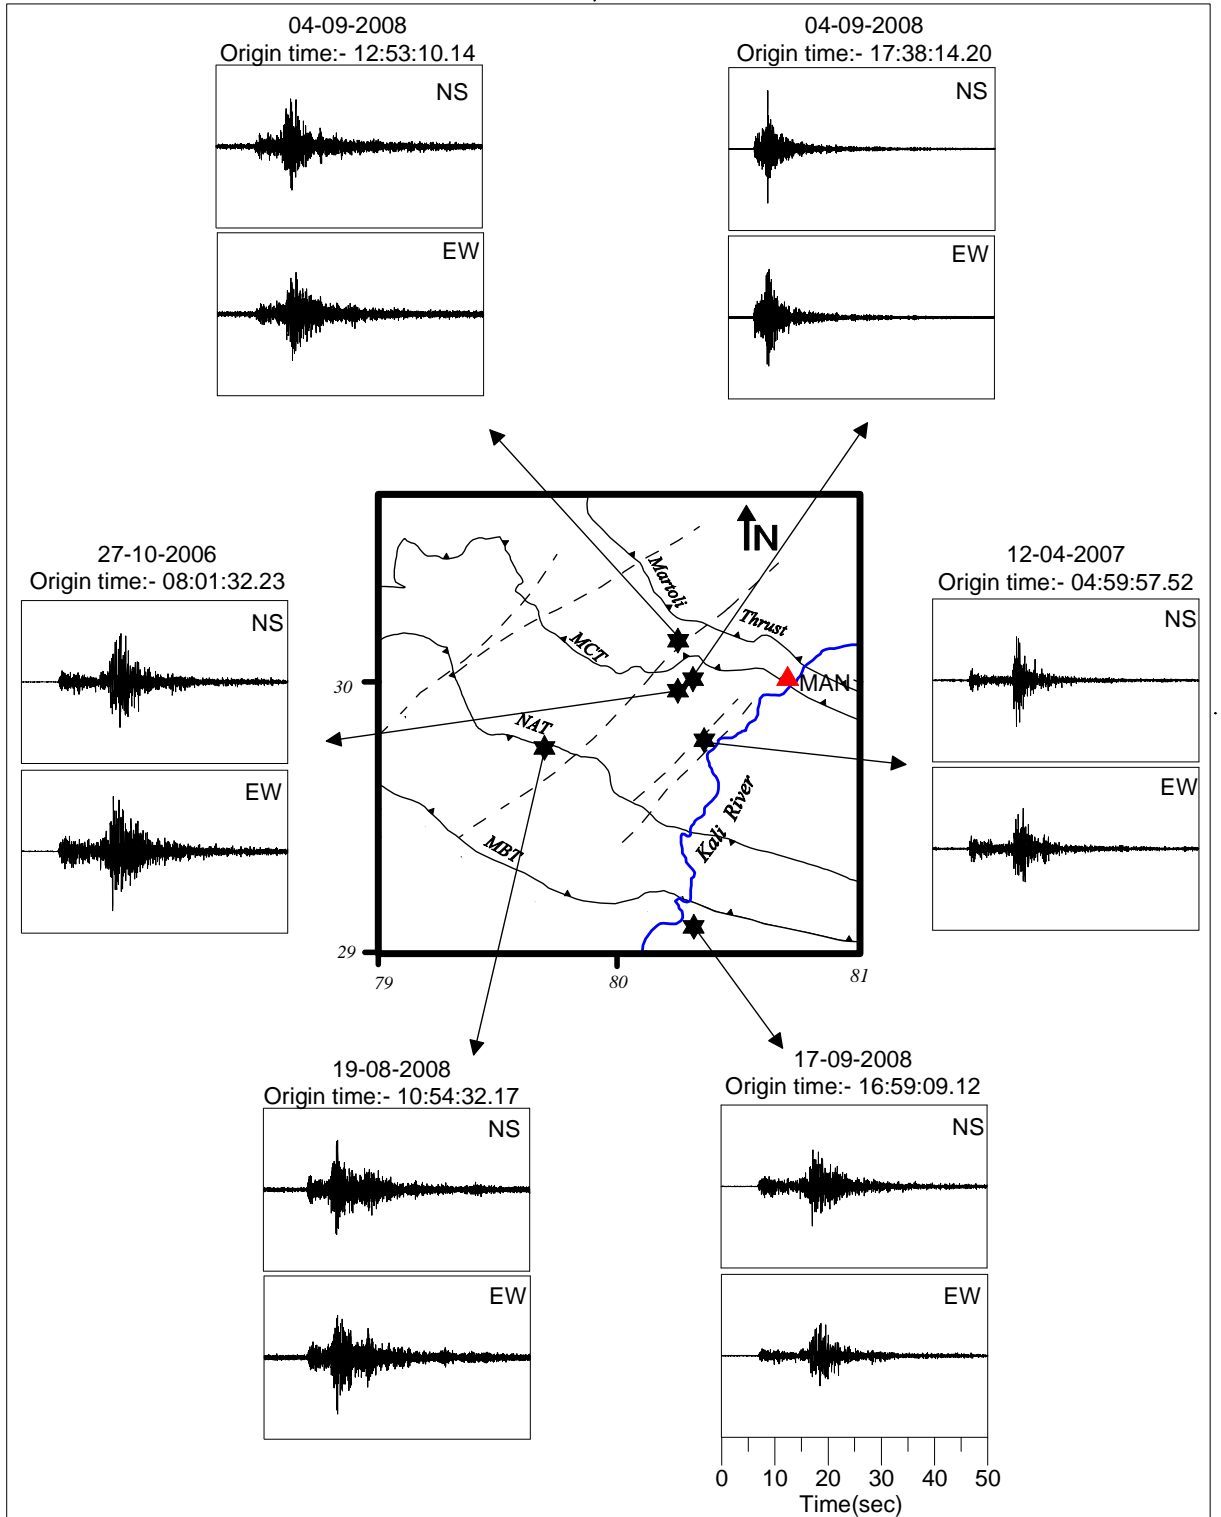 04-09-2008
Origin time:- 12:53:10.14
NS
EW
04-09-2008
Origin time:- 17:38:14.20
NS
EW
27-10-2006
Origin time:- 08:01:32.23
NS
EW
N
Martoli
Thrust
MCT
MAN
NAT
MBT
Kali River
30
29
79
80
81
12-04-2007
Origin time:- 04:59:57.52
NS
EW
19-08-2008
Origin time:- 10:54:32.17
NS
EW
17-09-2008
Origin time:- 16:59:09.12
NS
EW
0 10 20 30 40 50
Time(sec)